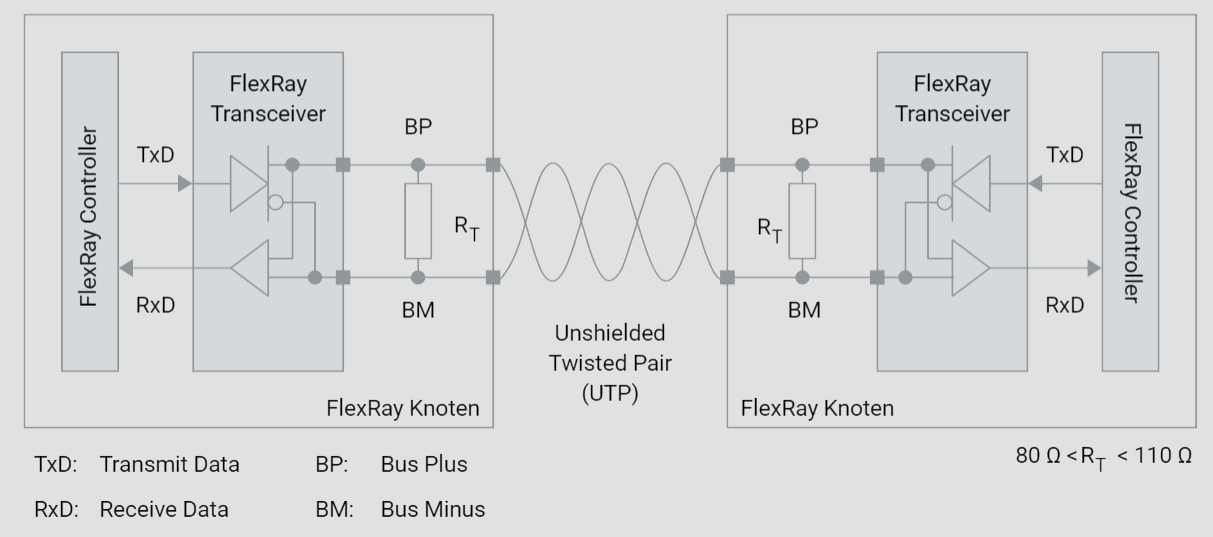 FlexRay
Transceiver
FlexRay Controller
TxD
RxD
BP
R_T
BM
Unshielded
Twisted Pair
(UTP)
FlexRay Knoten
BP
R_T
BM
FlexRay
Transceiver
TxD
RxD
FlexRay Controller
FlexRay Knoten
80 Ω < R_T < 110 Ω
TxD: Transmit Data
BP: Bus Plus
RxD: Receive Data
BM: Bus Minus